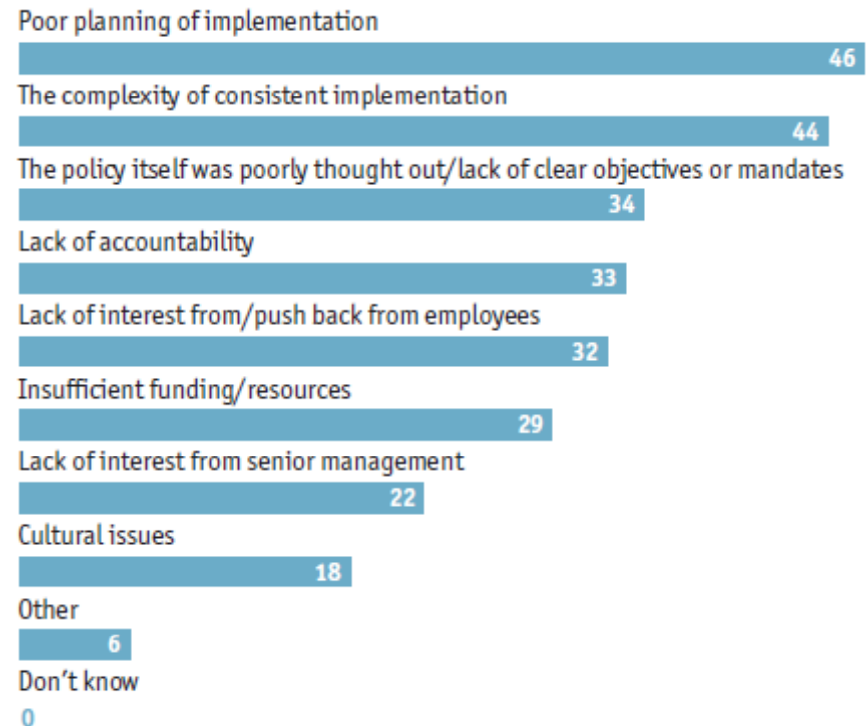 Poor planning of implementation
46
The complexity of consistent implementation
44
The policy itself was poorly thought out/lack of clear objectives or mandates
34
Lack of accountability
33
Lack of interest from/push back from employees
32
Insufficient funding/resources
29
Lack of interest from senior management
22
Cultural issues
18
Other
6
Don't know
0